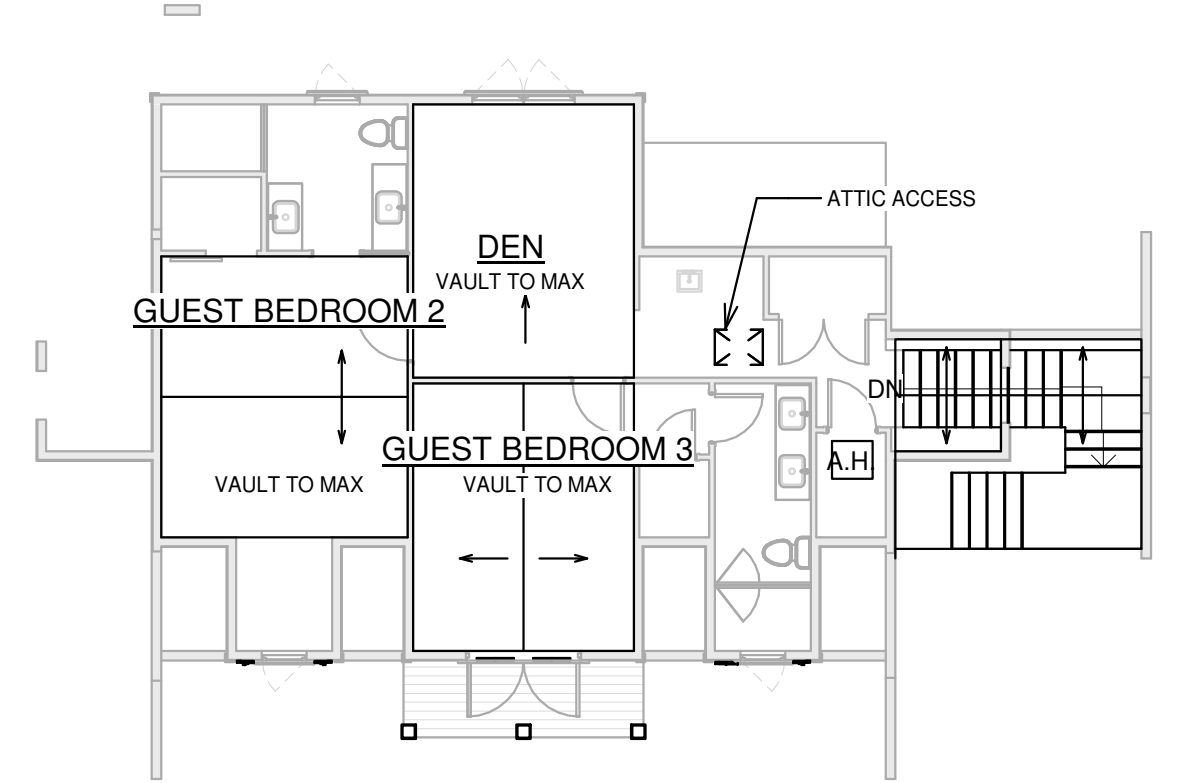 ATTIC ACCESS
DEN
VAULT TO MAX
GUEST BEDROOM 2
DN
GUEST BEDROOM 3
A.H.
VAULT TO MAX
VAULT TO MAX